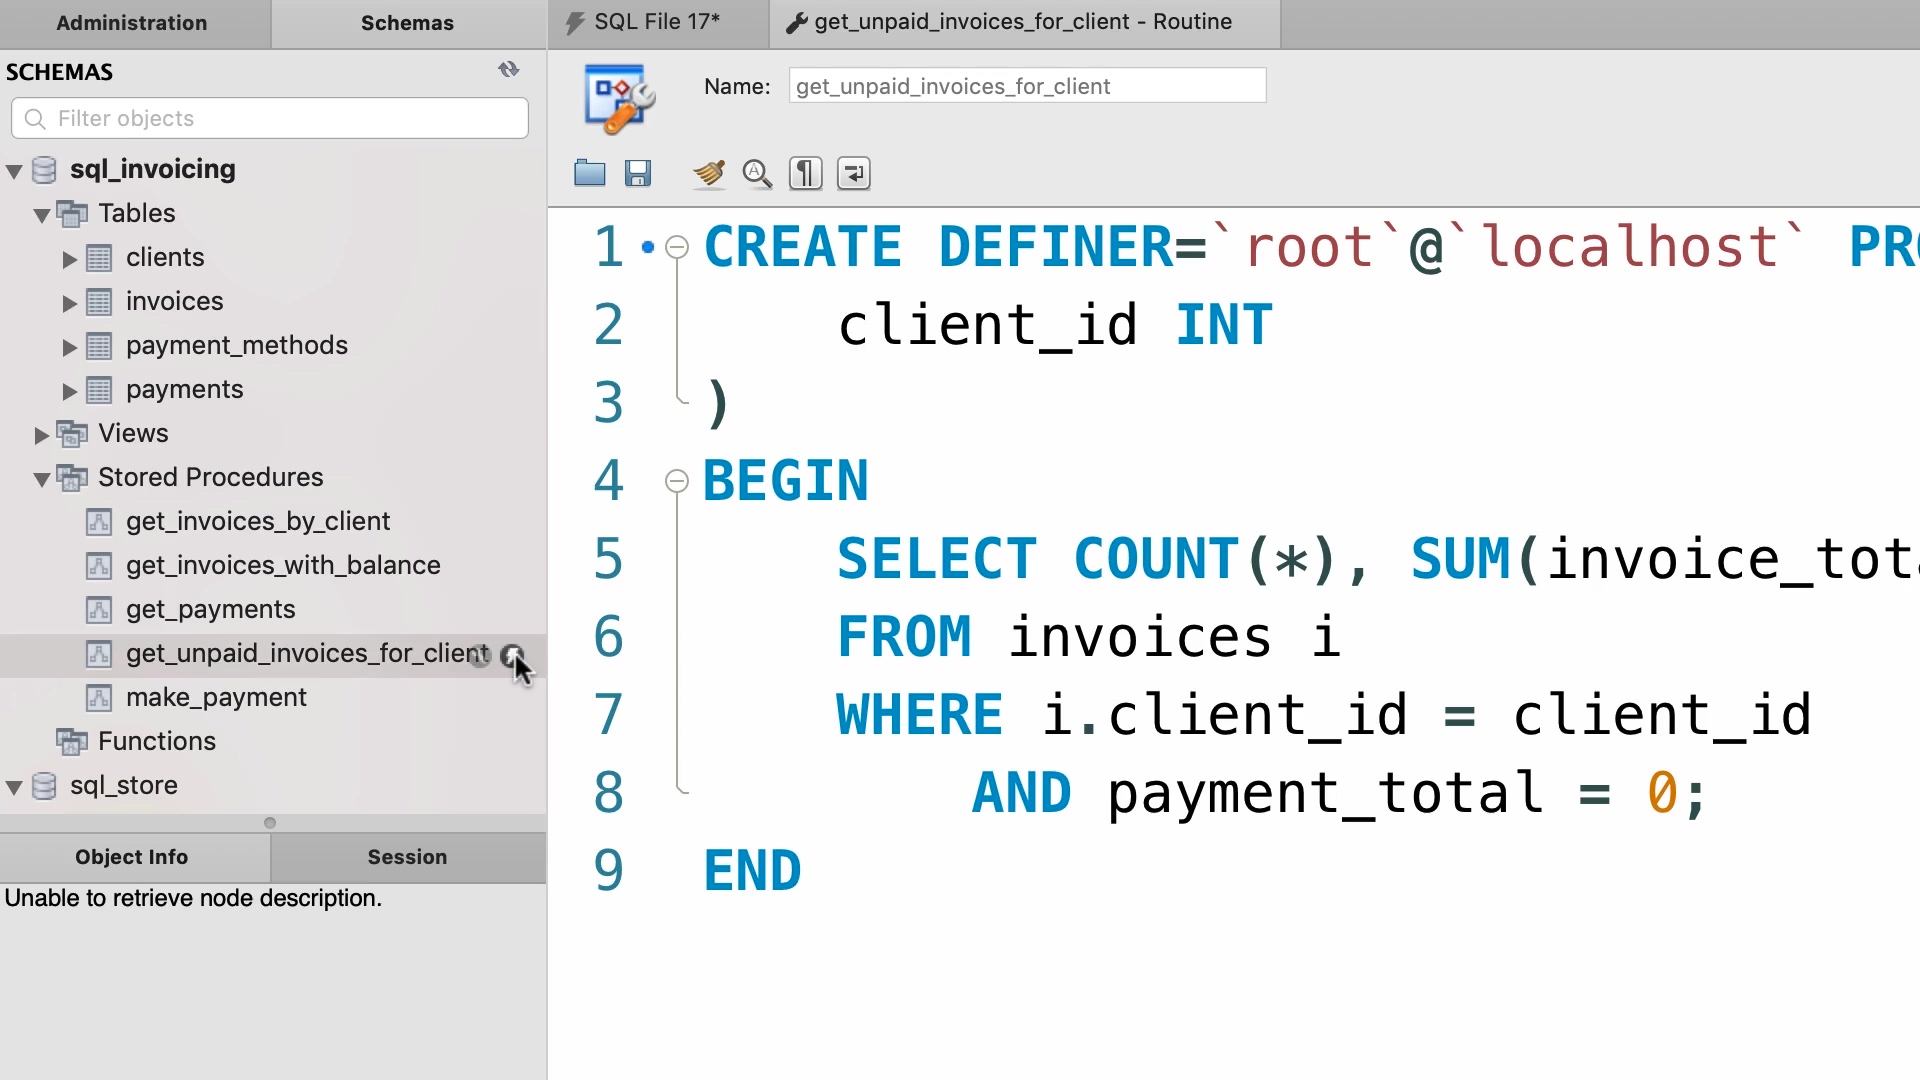 Administration
Schemas
SQL File 17*
get_unpaid_invoices_for_client - Routine
SCHEMAS
Filter objects
sql_invoicing
Tables
clients
invoices
payment_methods
payments
Views
Stored Procedures
get_invoices_by_client
get_invoices_with_balance
get_payments
get_unpaid_invoices_for_client
make_payment
Functions
sql_store
Object Info
Session
Unable to retrieve node description.
Name: get_unpaid_invoices_for_client
1 CREATE DEFINER=`root`@`localhost` PR
2 client_id INT
3 )
4 BEGIN
5 SELECT COUNT(*), SUM(invoice_tot
6 FROM invoices i
7 WHERE i.client_id = client_id
8 AND payment_total = 0;
9 END